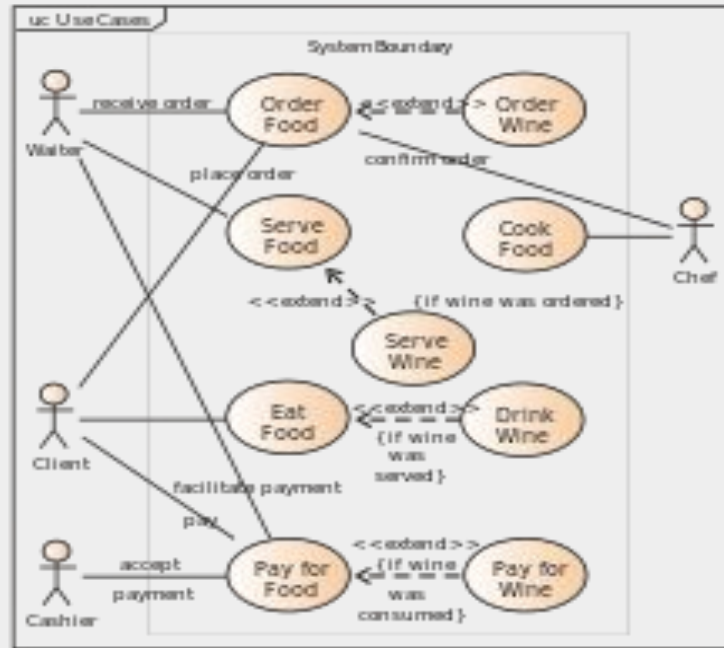 uc UseCases
System Boundary
receive order
Order
Food
<<extend>>
Order
Wine
Waiter
place order
confirm order
Serve
Food
Cook
Food
Chef
<<extend>>
{if wine was ordered}
Serve
Wine
Eat
Food
<<extend>>
{if wine
was
served}
Drink
Wine
Client
facilitate payment
pay
accept
payment
Pay for
Food
<<extend>>
{if wine
was
consumed}
Pay for
Wine
Cashier